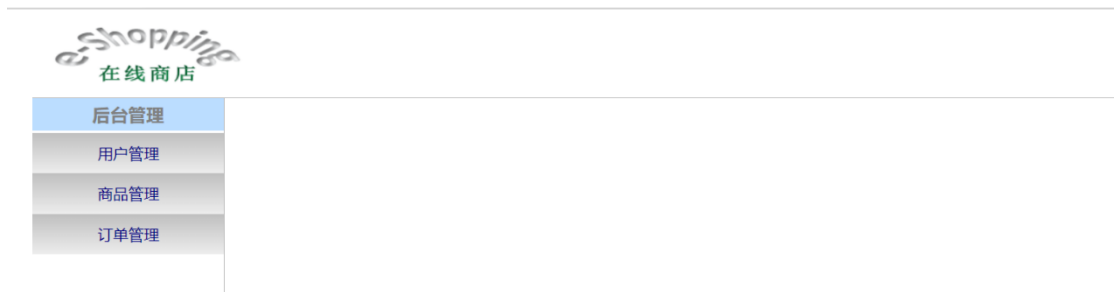 e-Shopping
在线商店
后台管理
用户管理
商品管理
订单管理